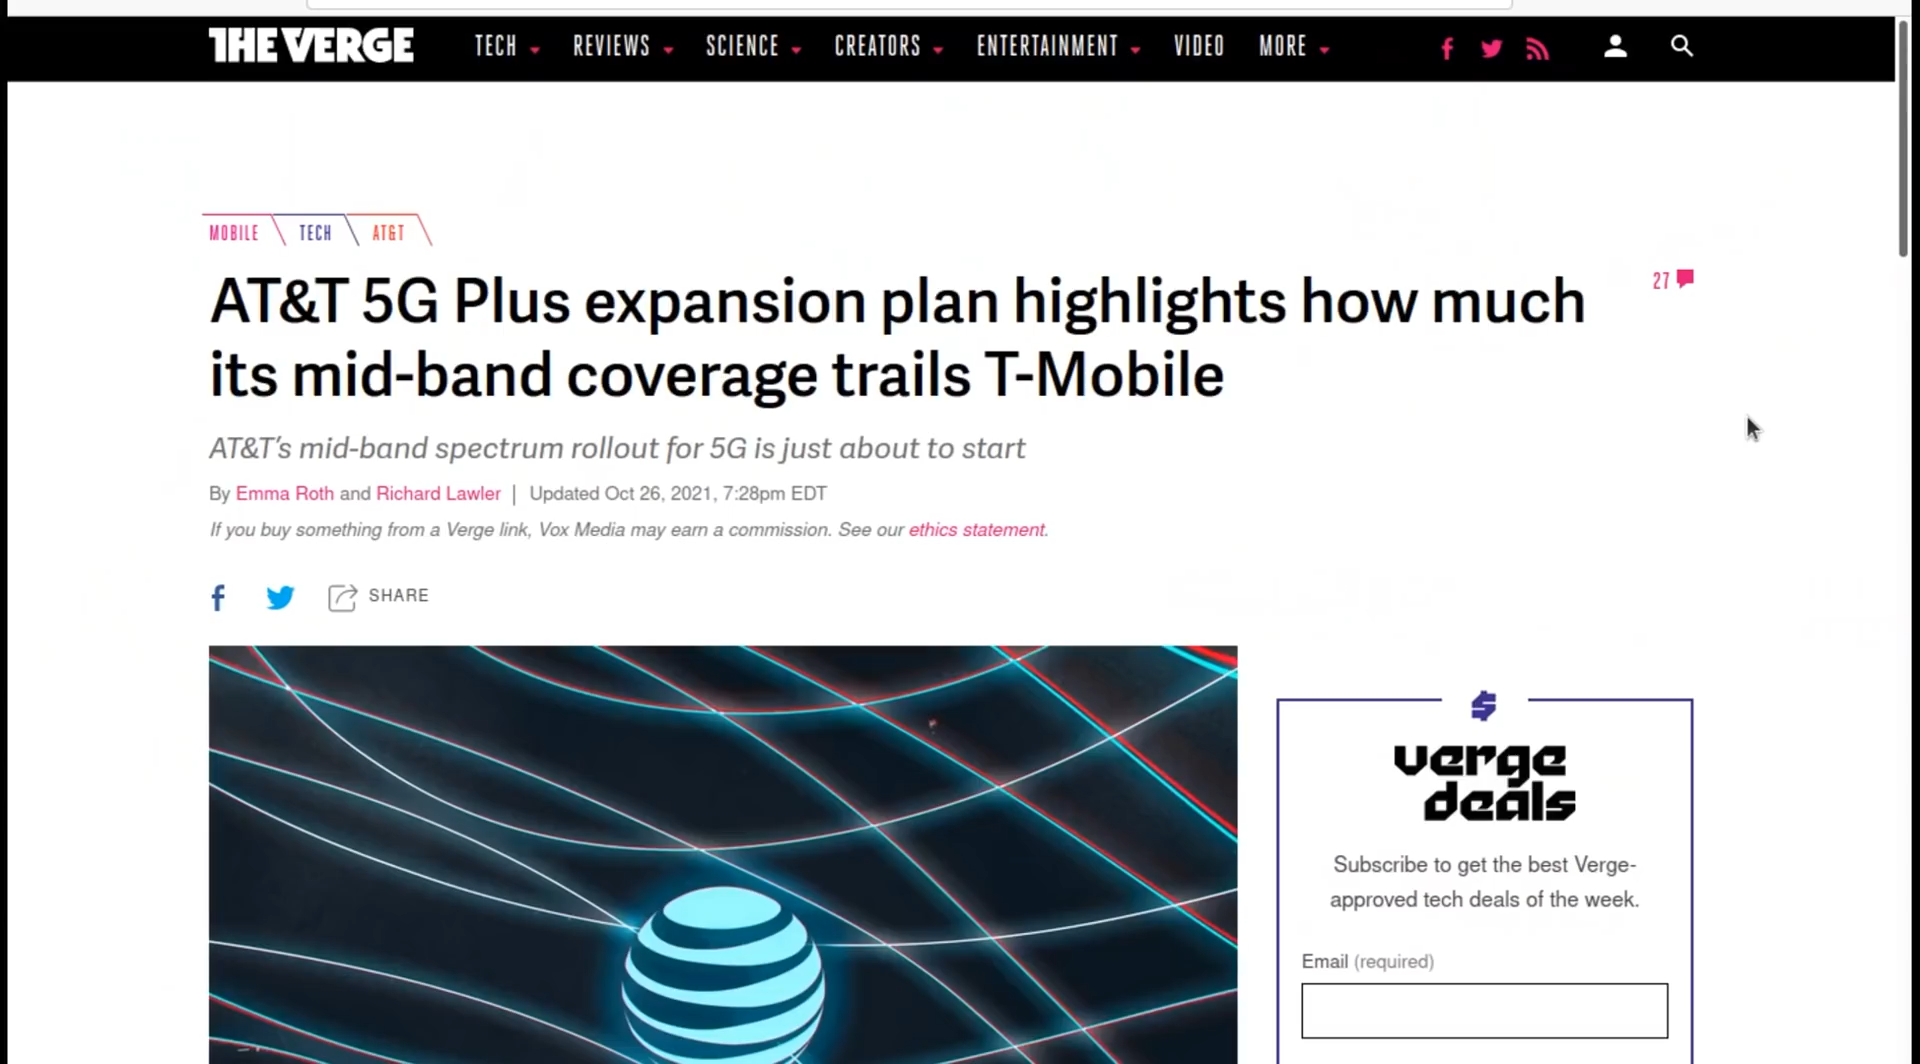 THE VERGE
TECH REVIEWS SCIENCE CREATORS ENTERTAINMENT VIDEO MORE
MOBILE TECH AT&T
AT&T 5G Plus expansion plan highlights how much
its mid-band coverage trails T-Mobile
27
AT&T’s mid-band spectrum rollout for 5G is just about to start
By Emma Roth and Richard Lawler | Updated Oct 26, 2021, 7:28pm EDT
If you buy something from a Verge link, Vox Media may earn a commission. See our ethics statement.
SHARE
verge
deals
Subscribe to get the best Verge-
approved tech deals of the week.
Email (required)